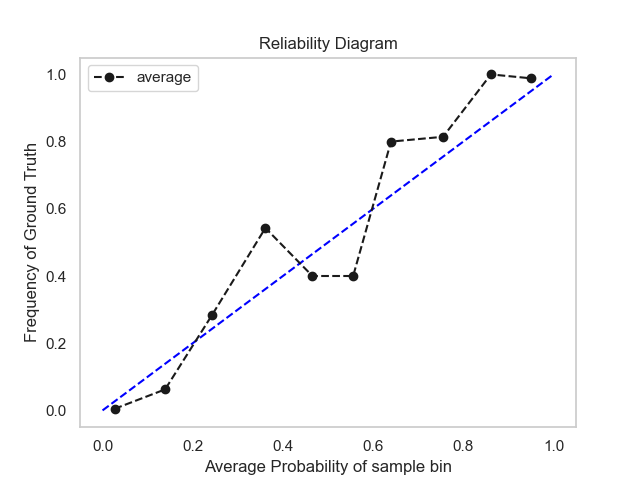 Reliability Diagram
average
Frequency of Ground Truth
1.0
0.8
0.6
0.4
0.2
0.0
0.0 0.2 0.4 0.6 0.8 1.0
Average Probability of sample bin